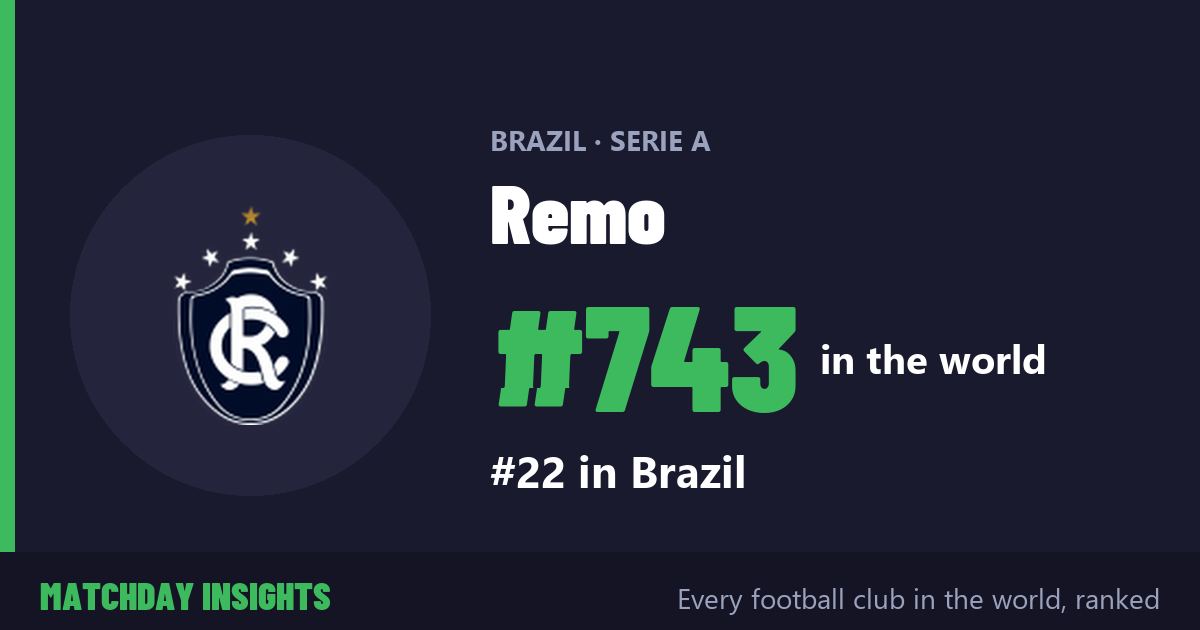 BRAZIL · SERIE A
Remo
CR
#743 in the world
#22 in Brazil
MATCHDAY INSIGHTS
Every football club in the world, ranked